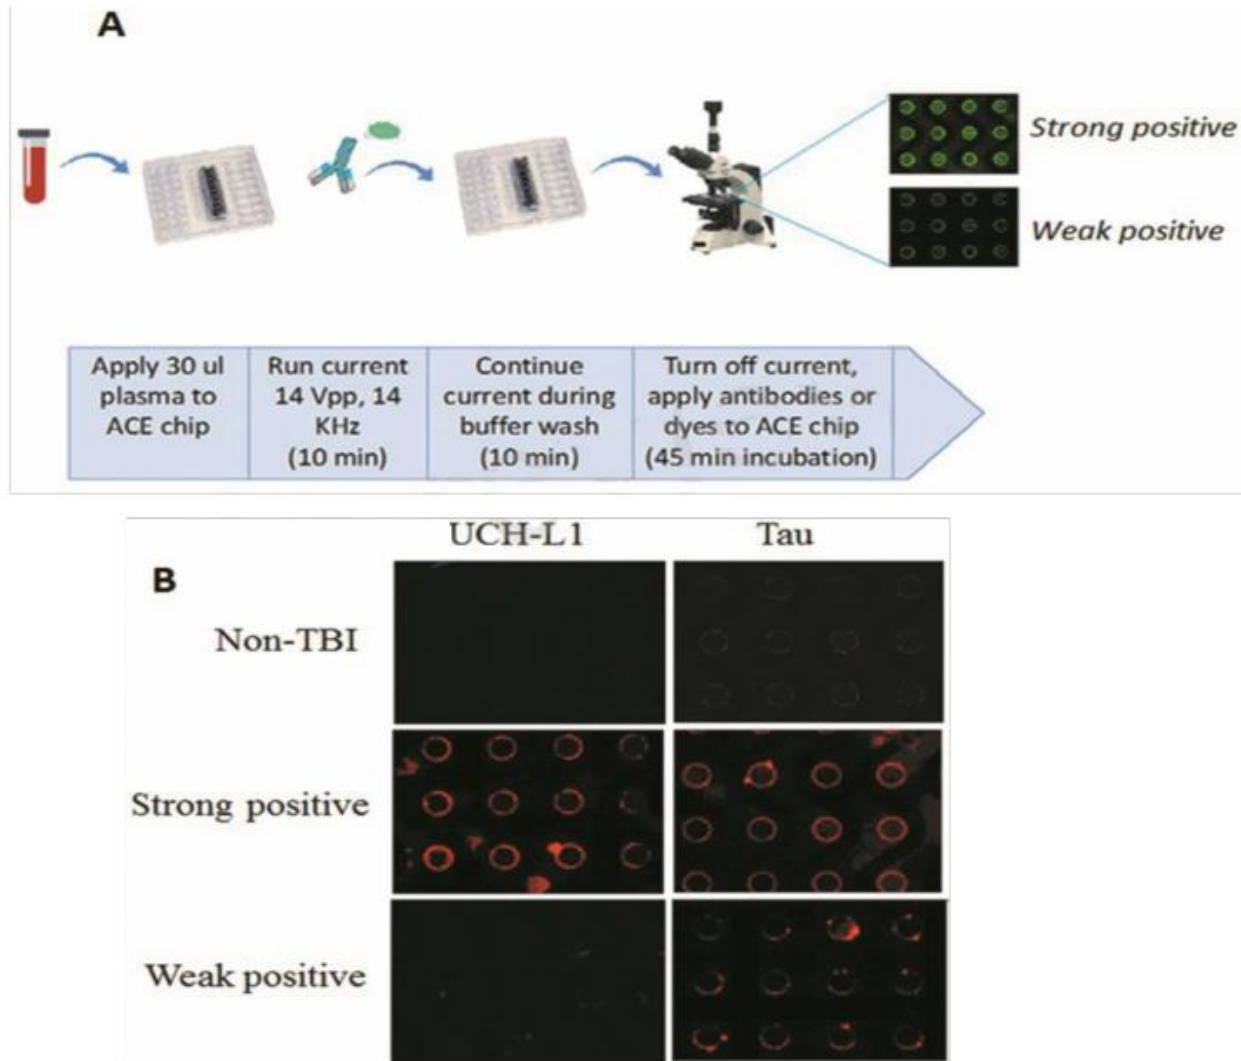 A
Strong positive
Weak positive
Apply 30 ul
plasma to
ACE chip
Run current
14 Vpp, 14
KHz
(10 min)
Continue
current during
buffer wash
(10 min)
Turn off current,
apply antibodies or
dyes to ACE chip
(45 min incubation)
UCH-L1
Tau
B
Non-TBI
Strong positive
Weak positive